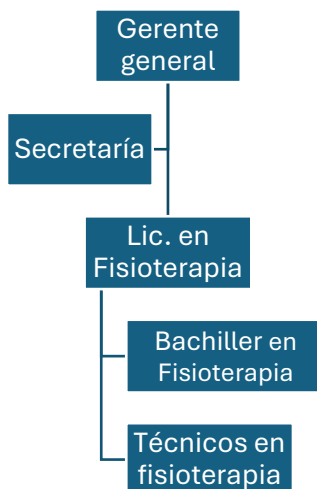 Gerente
general
Secretaría
Lic. en
Fisioterapia
Bachiller en
Fisioterapia
Técnicos en
fisioterapia